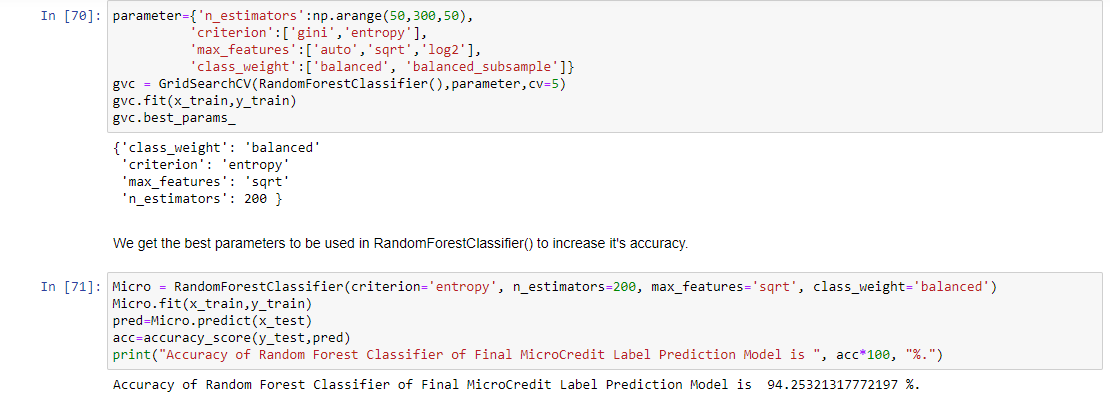 In [70]: parameter={'n_estimators':np.arange(50,300,50),
'criterion':['gini','entropy'],
'max_features':['auto','sqrt','log2'],
'class_weight':['balanced', 'balanced_subsample']}
gvc = GridSearchCV(RandomForestClassifier(),parameter,cv=5)
gvc.fit(x_train,y_train)
gvc.best_params_
{'class_weight': 'balanced'
'criterion': 'entropy'
'max_features': 'sqrt'
'n_estimators': 200 }
We get the best parameters to be used in RandomForestClassifier() to increase it's accuracy.
In [71]: Micro = RandomForestClassifier(criterion='entropy', n_estimators=200, max_features='sqrt', class_weight='balanced')
Micro.fit(x_train,y_train)
pred=Micro.predict(x_test)
acc=accuracy_score(y_test,pred)
print("Accuracy of Random Forest Classifier of Final MicroCredit Label Prediction Model is ", acc*100, "%.")
Accuracy of Random Forest Classifier of Final MicroCredit Label Prediction Model is  94.25321317772197 %.